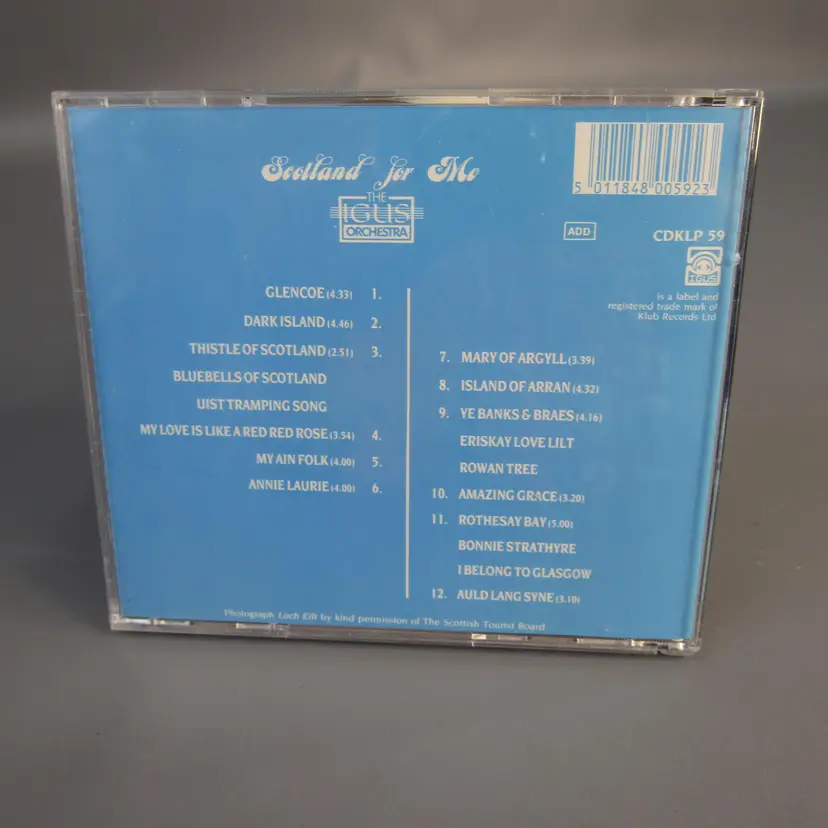 Scotland for Me
THE
IGUS
ORCHESTRA
5 011848 005923
ADD
CDKLP 59
IGUS
is a label and
registered trade mark of
Klub Records Ltd
GLENCOE (4.33) 1.
DARK ISLAND (4.46) 2.
THISTLE OF SCOTLAND (2.51) 3.
BLUEBELLS OF SCOTLAND
UIST TRAMPING SONG
MY LOVE IS LIKE A RED RED ROSE (3.54) 4.
MY AIN FOLK (4.00) 5.
ANNIE LAURIE (4.00) 6.
7. MARY OF ARGYLL (3.39)
8. ISLAND OF ARRAN (4.32)
9. YE BANKS & BRAES (4.16)
ERISKAY LOVE LILT
ROWAN TREE
10. AMAZING GRACE (3.20)
11. ROTHESAY BAY (5.00)
BONNIE STRATHYRE
I BELONG TO GLASGOW
12. AULD LANG SYNE (3.10)
Photograph Loch Eilt by kind permission of The Scottish Tourist Board